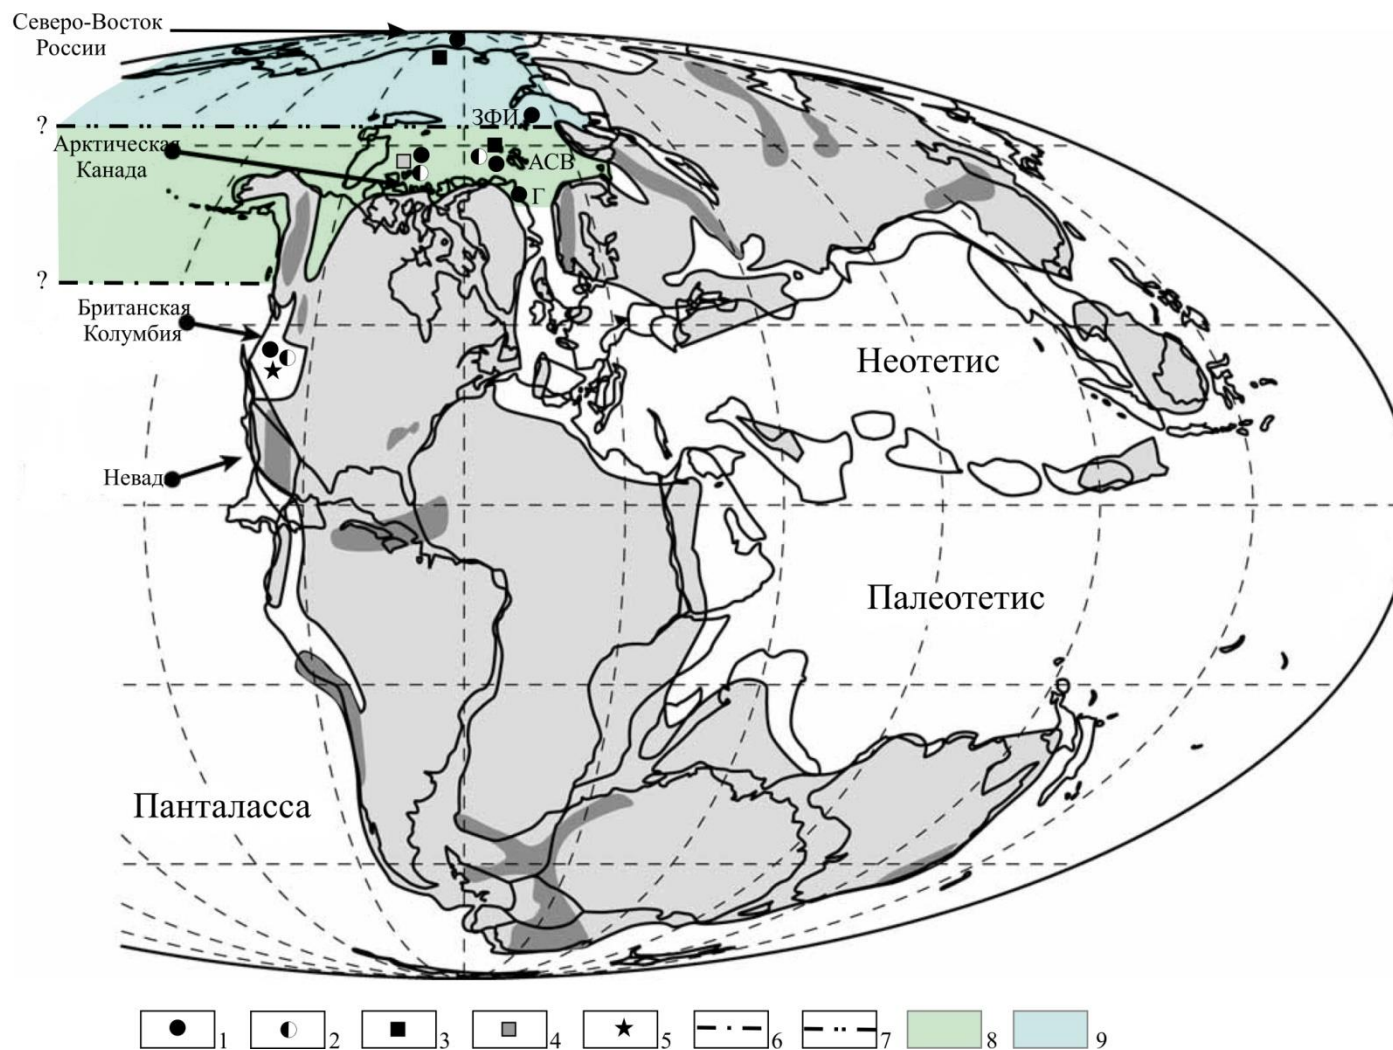 Северо-Восток
России
ЗФИ
?
Арктическая
Канада
АСВ
Г
?
Британская
Колумбия
Неотетис
Невад
Палеотетис
Панталасса
1 2 3 4 5 6 7 8 9